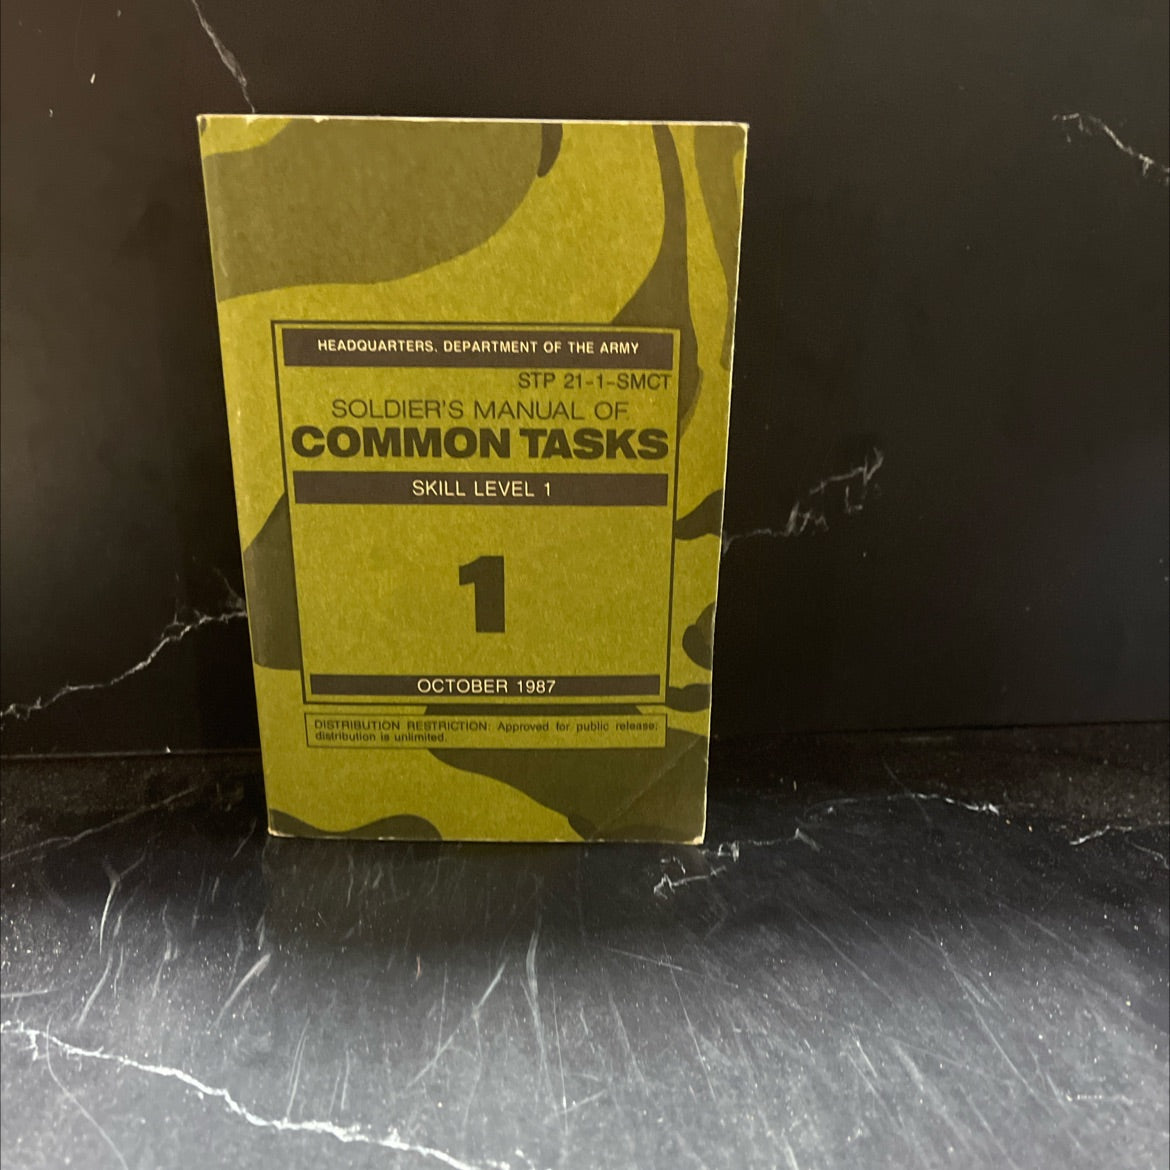 HEADQUARTERS, DEPARTMENT OF THE ARMY
STP 21-1-SMCT
SOLDIER'S MANUAL OF
COMMON TASKS
SKILL LEVEL 1
1
OCTOBER 1987
DISTRIBUTION RESTRICTION: Approved for public release;
distribution is unlimited.